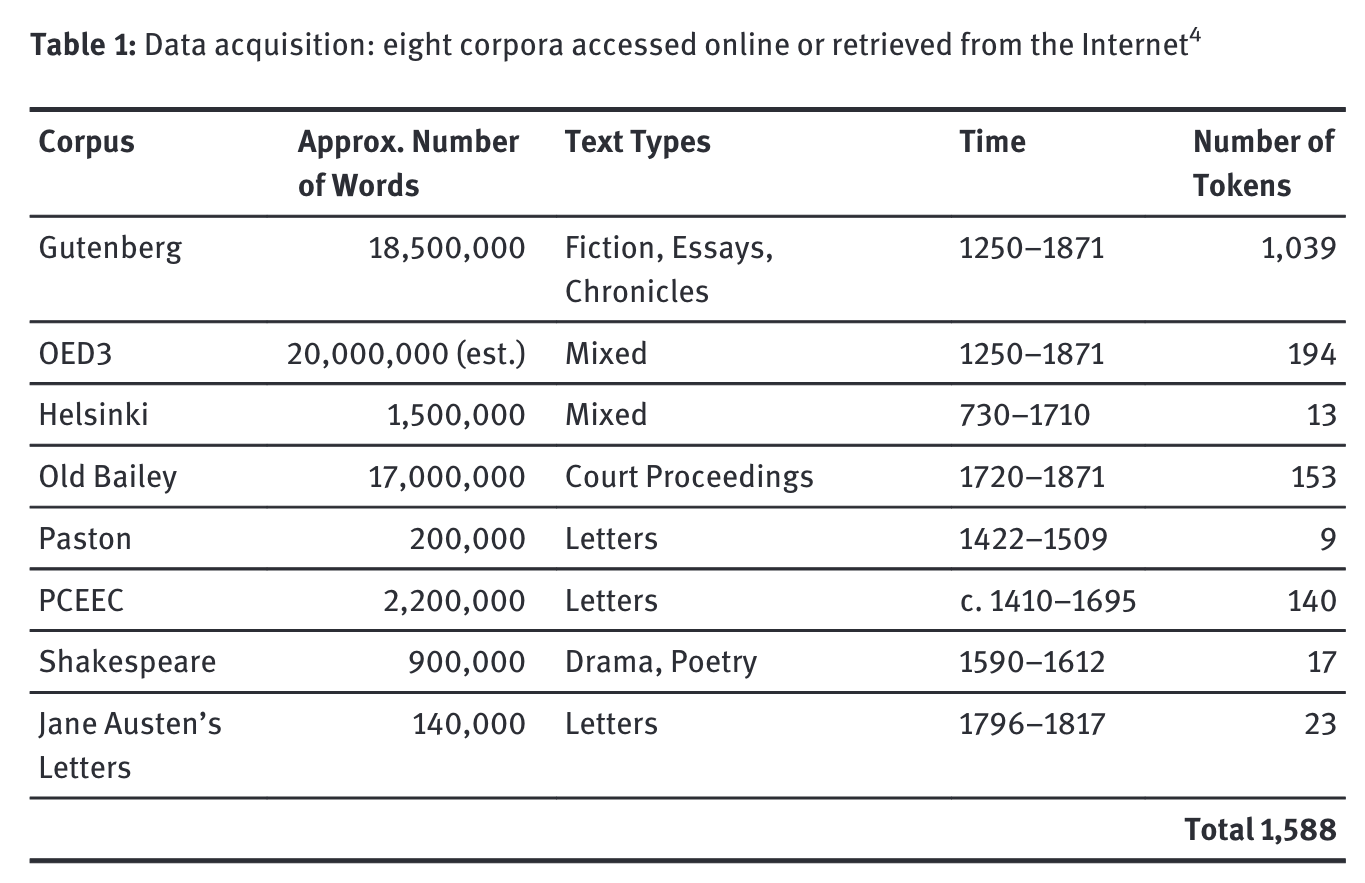 Table 1: Data acquisition: eight corpora accessed online or retrieved from the Internet4
Corpus Approx. Number of Words Text Types Time Number of Tokens
Gutenberg 18,500,000 Fiction, Essays, Chronicles 1250–1871 1,039
OED3 20,000,000 (est.) Mixed 1250–1871 194
Helsinki 1,500,000 Mixed 730–1710 13
Old Bailey 17,000,000 Court Proceedings 1720–1871 153
Paston 200,000 Letters 1422–1509 9
PCEEC 2,200,000 Letters c. 1410–1695 140
Shakespeare 900,000 Drama, Poetry 1590–1612 17
Jane Austen’s Letters 140,000 Letters 1796–1817 23
Total 1,588